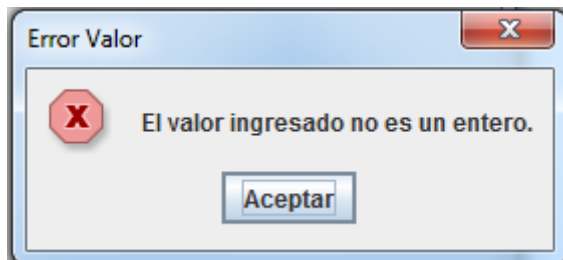 Error Valor
El valor ingresado no es un entero.
Aceptar